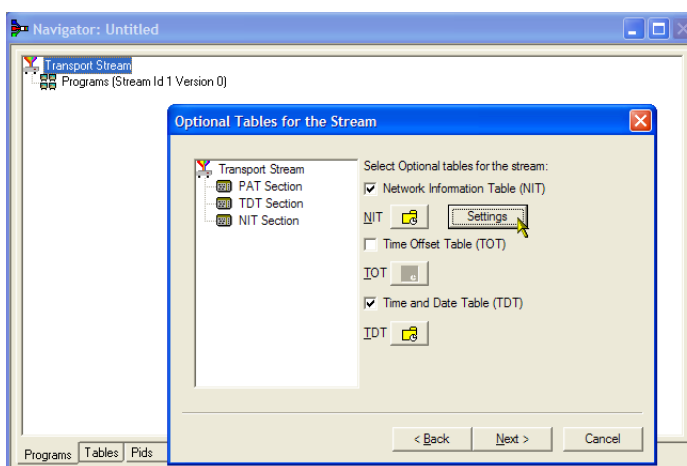 Navigator: Untitled
Transport Stream
Programs (Stream Id 1 Version 0)
Optional Tables for the Stream
Transport Stream
PAT Section
TDT Section
NIT Section
Select Optional tables for the stream:
Network Information Table (NIT)
NIT
Settings
Time Offset Table (TOT)
TOT
Time and Date Table (TDT)
TDT
< Back
Next >
Cancel
Programs
Tables
Pids